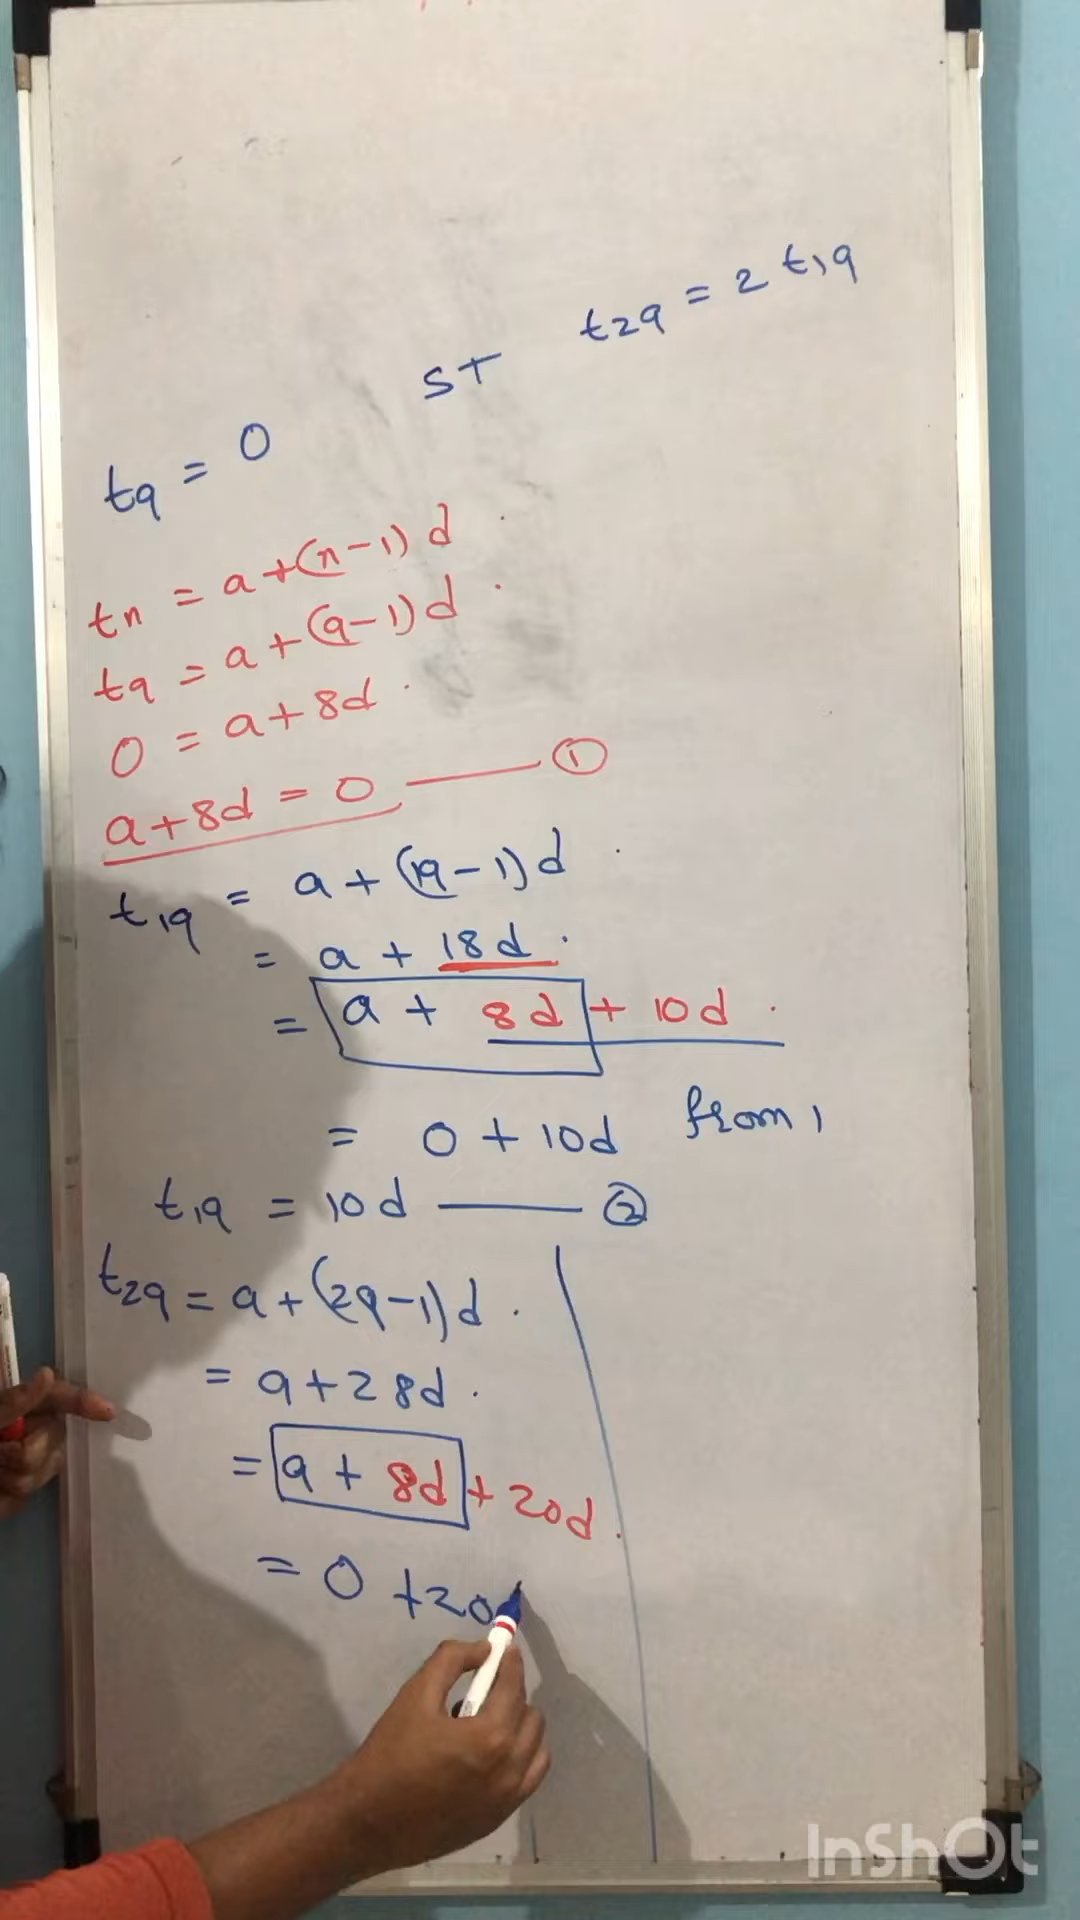 t29 = 2 t19
ST
t9 = 0
tn = a+(n-1) d
t9 = a+(9-1)d
0 = a+8d
a+8d = 0 ——— ①
t19 = a+(19-1)d
= a + 18d
= a + 8d + 10d
= 0 + 10d from 1
t19 = 10d ——— ②
t29 = a+(29-1)d
= a+28d
= a + 8d + 20d
= 0 +20d
InShOt